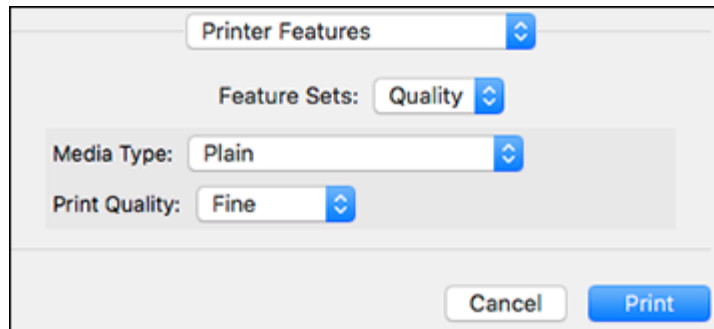 Printer Features
Feature Sets: Quality
Media Type: Plain
Print Quality: Fine
Cancel Print